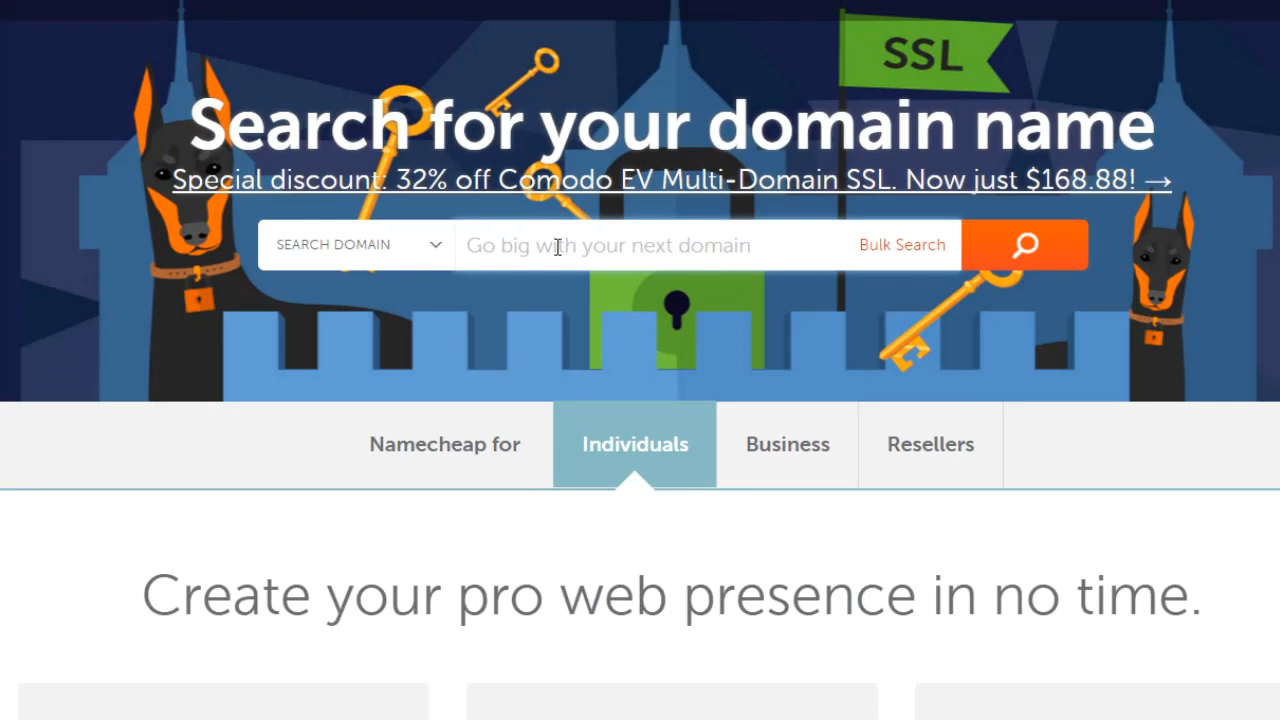 SSL
Search for your domain name
Special discount: 32% off Comodo EV Multi-Domain SSL. Now just $168.88! →
SEARCH DOMAIN Go big with your next domain Bulk Search
Namecheap for Individuals Business Resellers
Create your pro web presence in no time.